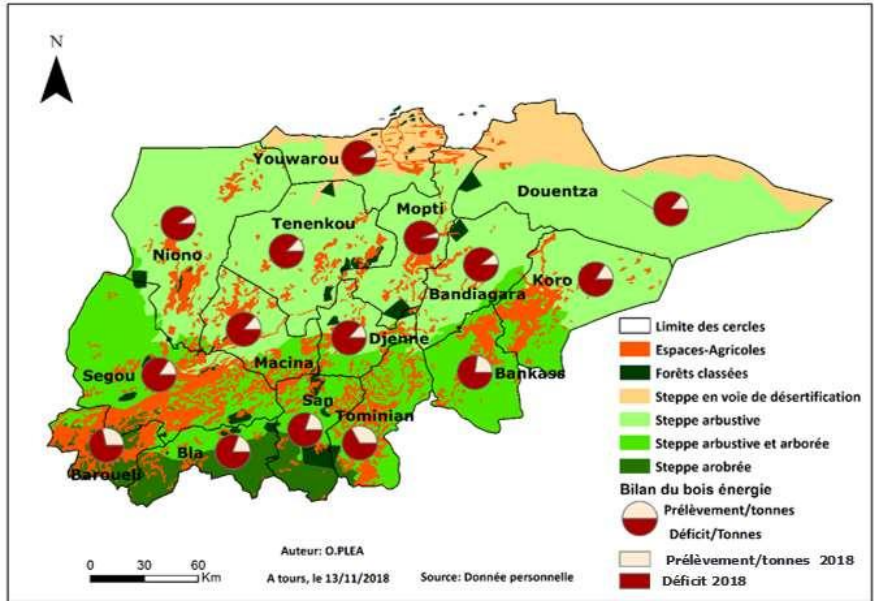 N
Youwarou
Douentza
Mopti
Tenenkou
Niono
Koro
Bandiagara
Djenne
Macina
Bankass
Segou
San
Tominian
Bla
Baroueli
Limite des cercles
Espaces-Agricoles
Forêts classées
Steppe en voie de désertification
Steppe arbustive
Steppe arbustive et arborée
Steppe arobrée
Bilan du bois énergie
Prélèvement/tonnes
Déficit/Tonnes
Prélèvement/tonnes 2018
Déficit 2018
0 30 60
Km
Auteur: O.PLEA
A tours, le 13/11/2018
Source: Donnée personnelle